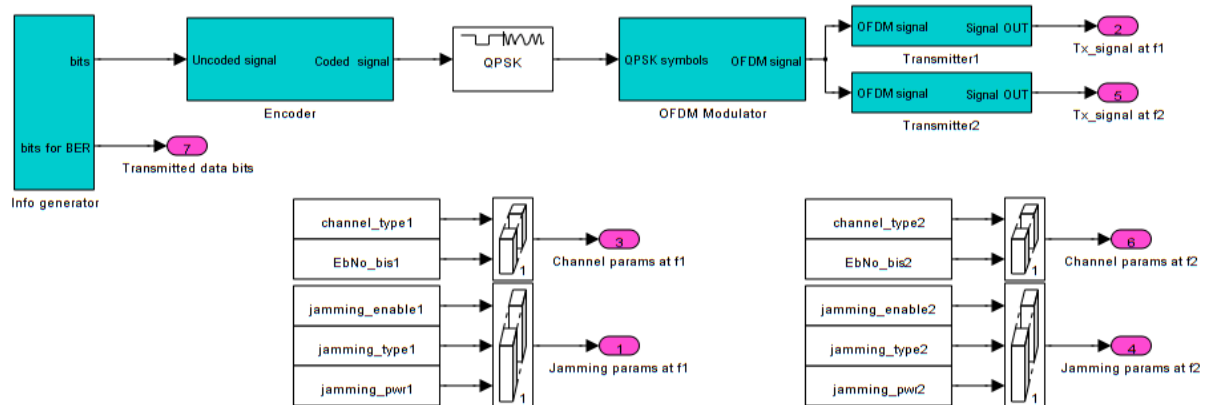 bits
bits for BER
Info generator
7
Transmitted data bits
Uncoded signal Coded signal
Encoder
QPSK
QPSK symbols OFDM signal
OFDM Modulator
OFDM signal Signal OUT
Transmitter1
2
Tx_signal at f1
OFDM signal Signal OUT
Transmitter2
5
Tx_signal at f2
channel_type1
EbNo_bis1
1
3
Channel params at f1
jamming_enable1
jamming_type1
jamming_pwr1
1
1
Jamming params at f1
channel_type2
EbNo_bis2
1
6
Channel params at f2
jamming_enable2
jamming_type2
jamming_pwr2
1
4
Jamming params at f2